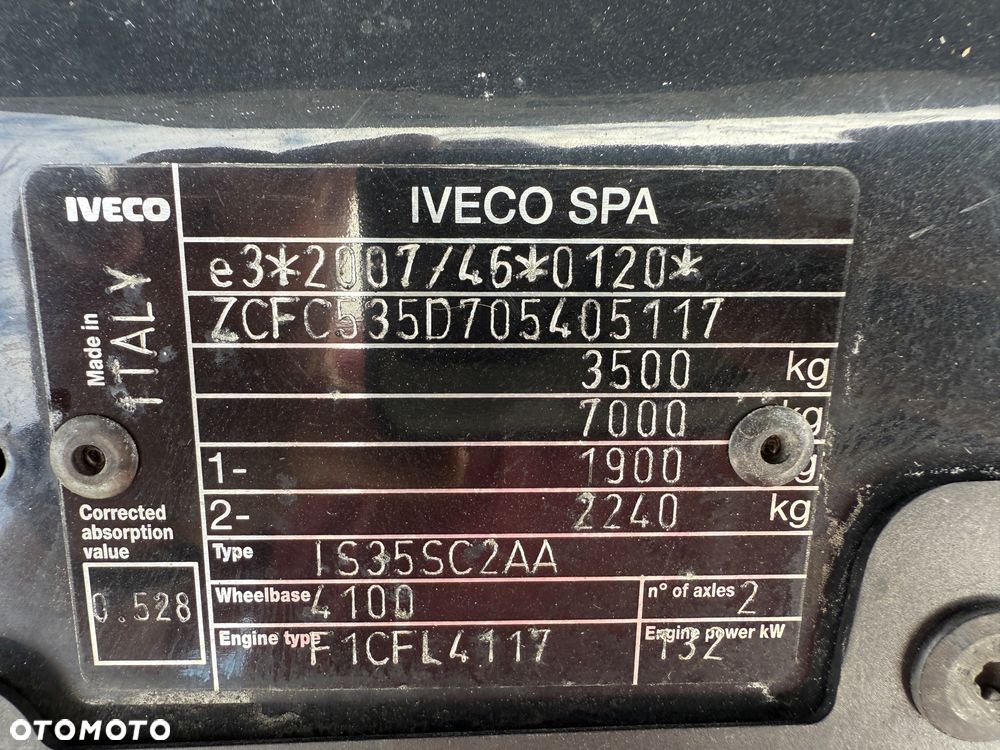 IVECO
IVECO SPA
Made in
ITALY
e3*2007/46*0120*
ZCFC535D705405117
3500 kg
7000 kg
1- 1900 kg
2- 2240 kg
Corrected
absorption
value
0.528
Type IS35SC2AA
Wheelbase 4100 n° of axles 2
Engine type F1CFL4117 Engine power kW 132
OTOMOTO